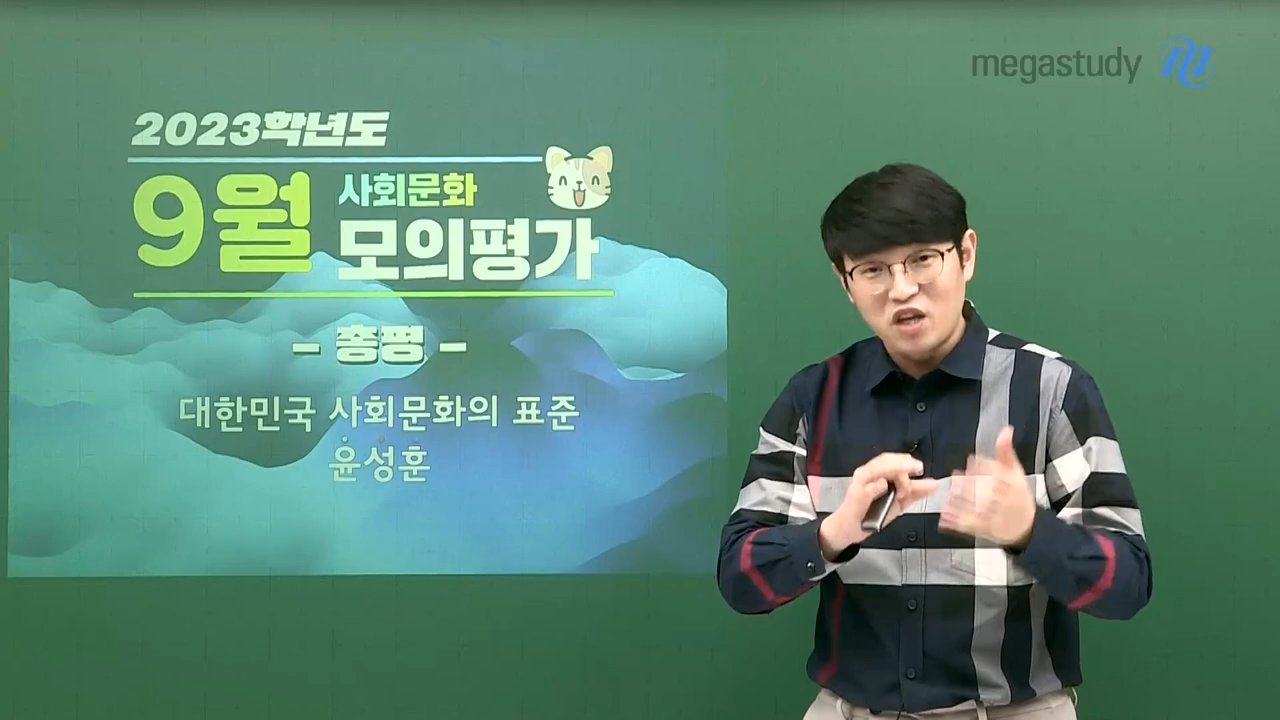 megastudy
2023학년도
9월 사회문화
모의평가
- 총평 -
대한민국 사회문화의 표준
윤성훈